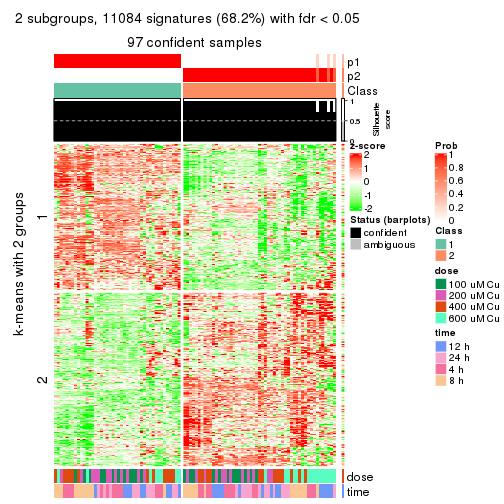 2 subgroups, 11084 signatures (68.2%) with fdr < 0.05
97 confident samples
p1
p2
Class
1
0.5
0
Silhouette
score
k-means with 2 groups
1
2
z-score
2
1
0
-1
-2
Status (barplots)
confident
ambiguous
Prob
1
0.8
0.6
0.4
0.2
0
Class
1
2
dose
100 uM Cu
200 uM Cu
400 uM Cu
600 uM Cu
time
12 h
24 h
4 h
8 h
dose
time